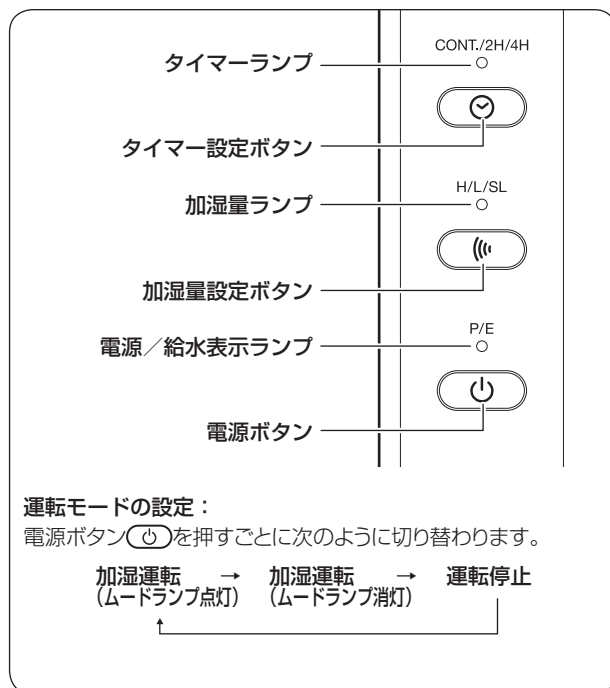 CONT./2H/4H
タイマーランプ
タイマー設定ボタン
H/L/SL
加湿量ランプ
加湿量設定ボタン
P/E
電源／給水表示ランプ
電源ボタン
運転モードの設定：
電源ボタンを押すごとに次のように切り替わります。
加湿運転 → 加湿運転 → 運転停止
（ムードランプ点灯） （ムードランプ消灯）